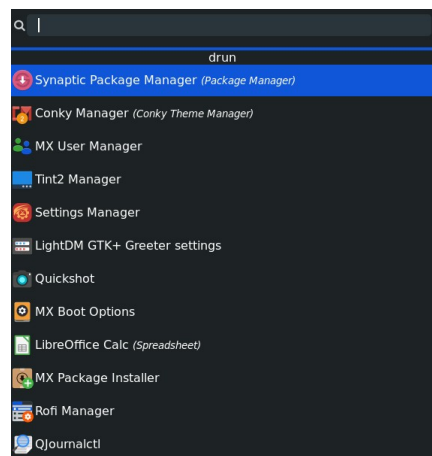 drun
Synaptic Package Manager (Package Manager)
Conky Manager (Conky Theme Manager)
MX User Manager
Tint2 Manager
Settings Manager
LightDM GTK+ Greeter settings
Quickshot
MX Boot Options
LibreOffice Calc (Spreadsheet)
MX Package Installer
Rofi Manager
QJournalctl